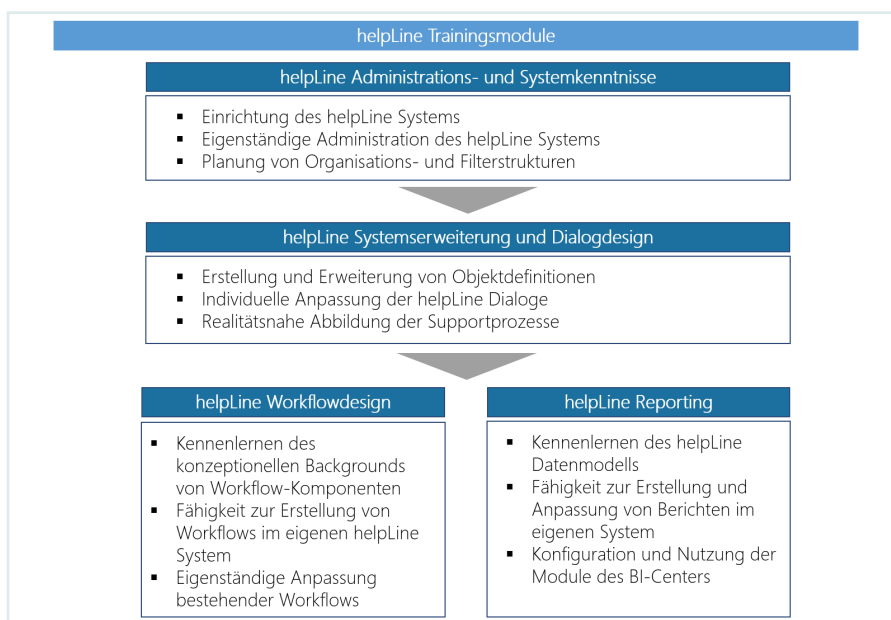 helpLine Trainingsmodule
helpLine Administrations- und Systemkenntnisse
▪ Einrichtung des helpLine Systems
▪ Eigenständige Administration des helpLine Systems
▪ Planung von Organisations- und Filterstrukturen
helpLine Systemserweiterung und Dialogdesign
▪ Erstellung und Erweiterung von Objektdefinitionen
▪ Individuelle Anpassung der helpLine Dialoge
▪ Realitätsnahe Abbildung der Supportprozesse
helpLine Workflowdesign
▪ Kennenlernen des
konzeptionellen Backgrounds
von Workflow-Komponenten
▪ Fähigkeit zur Erstellung von
Workflows im eigenen helpLine
System
▪ Eigenständige Anpassung
bestehender Workflows
helpLine Reporting
▪ Kennenlernen des helpLine
Datenmodells
▪ Fähigkeit zur Erstellung und
Anpassung von Berichten im
eigenen System
▪ Konfiguration und Nutzung der
Module des BI-Centers